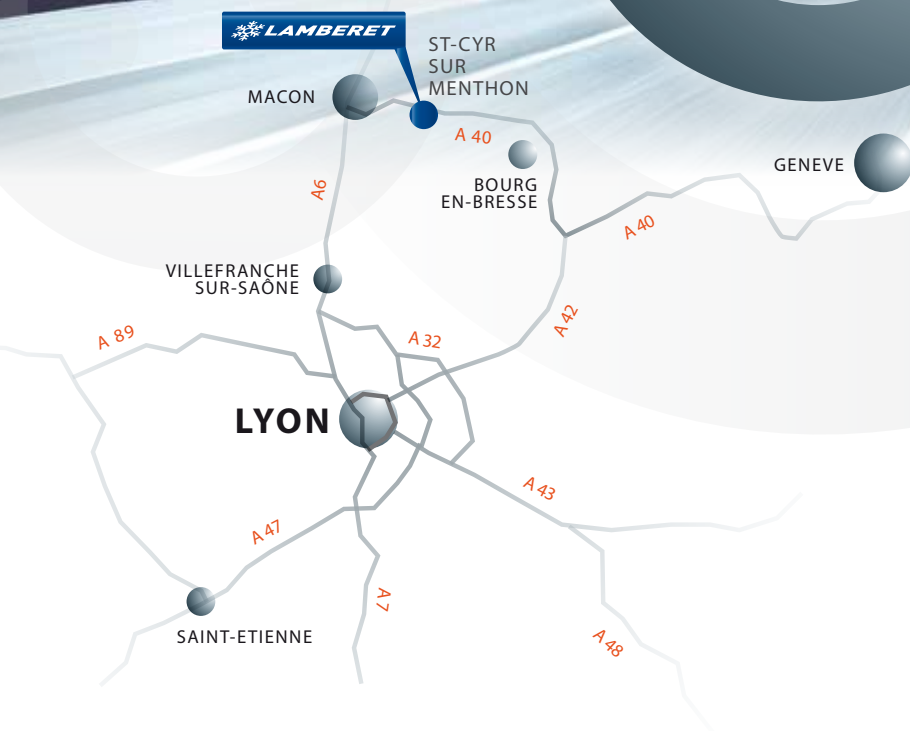 LAMBERET
ST-CYR
SUR
MENTHON
MACON
A 40
GENEVE
BOURG
EN-BRESSE
A6
A 40
VILLEFRANCHE
SUR-SAÔNE
A 42
A 89
A 32
LYON
A 43
A 47
A 7
SAINT-ETIENNE
A 48